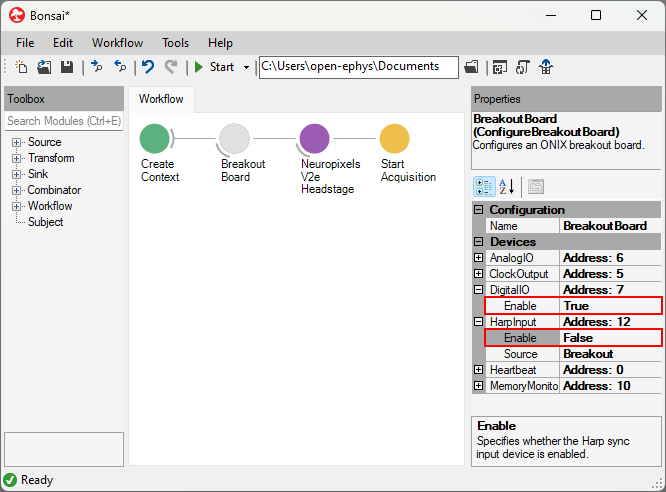 Bonsai*
File Edit Workflow Tools Help
Start C:\Users\open-ephys\Documents
Toolbox
Search Modules (Ctrl+E)
Source
Transform
Sink
Combinator
Workflow
Subject
Workflow
Create
Context
Breakout
Board
Neuropixels
V2e
Headstage
Start
Acquisition
Properties
BreakoutBoard
(ConfigureBreakoutBoard)
Configures an ONIX breakout board.
A
Z
Configuration
Name BreakoutBoard
Devices
AnalogIO Address: 6
ClockOutput Address: 5
DigitalIO Address: 7
Enable True
HarpInput Address: 12
Enable False
Source Breakout
Heartbeat Address: 0
MemoryMonito Address: 10
Enable
Specifies whether the Harp sync
input device is enabled.
Ready